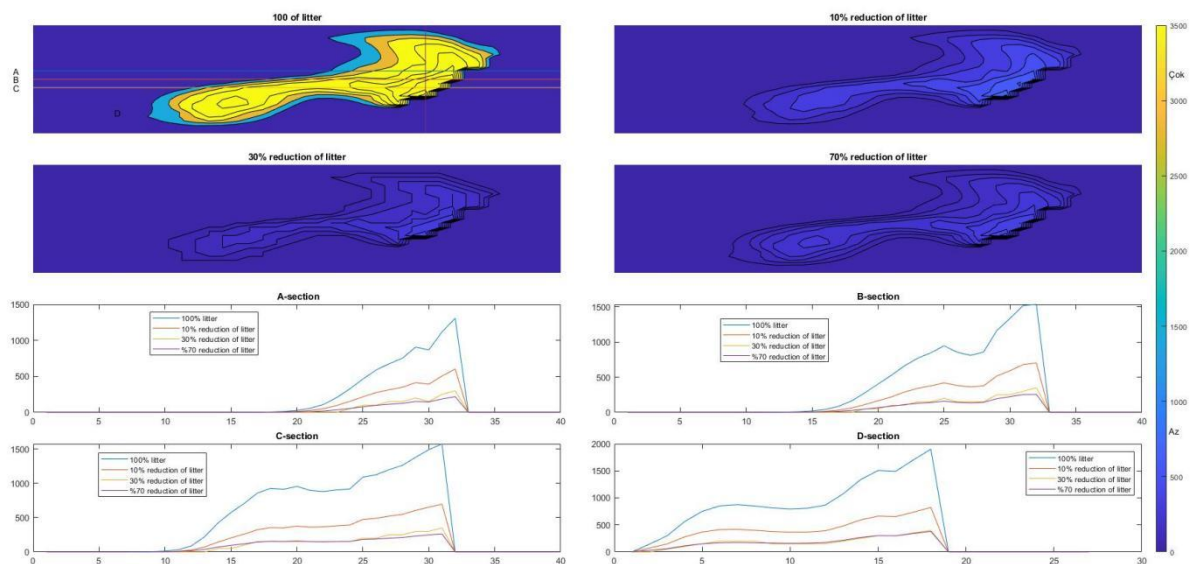 100 of litter
A
B
C
D
10% reduction of litter
3500
Çok
3000
2500
2000
1500
1000
Az
500
0
30% reduction of litter
70% reduction of litter
A-section
1500
1000
500
0
100% litter
10% reduction of litter
30% reduction of litter
%70 reduction of litter
0 5 10 15 20 25 30 35 40
B-section
1500
1000
500
0
100% litter
10% reduction of litter
30% reduction of litter
%70 reduction of litter
0 5 10 15 20 25 30 35 40
C-section
1500
1000
500
0
100% litter
10% reduction of litter
30% reduction of litter
%70 reduction of litter
0 5 10 15 20 25 30 35 40
D-section
2000
1500
1000
500
0
100% litter
10% reduction of litter
30% reduction of litter
%70 reduction of litter
0 5 10 15 20 25 30